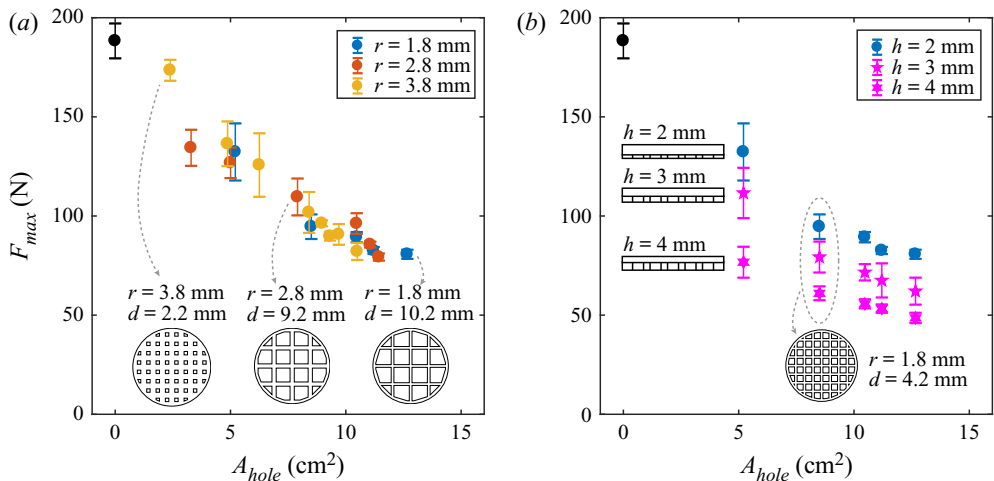 (a)
200
150
100
50
0
F_max (N)
r = 1.8 mm
r = 2.8 mm
r = 3.8 mm
r = 3.8 mm
d = 2.2 mm
r = 2.8 mm
d = 9.2 mm
r = 1.8 mm
d = 10.2 mm
0 5 10 15
A_hole (cm²)
(b)
200
150
100
50
0
h = 2 mm
h = 3 mm
h = 4 mm
h = 2 mm
h = 3 mm
h = 4 mm
r = 1.8 mm
d = 4.2 mm
0 5 10 15
A_hole (cm²)